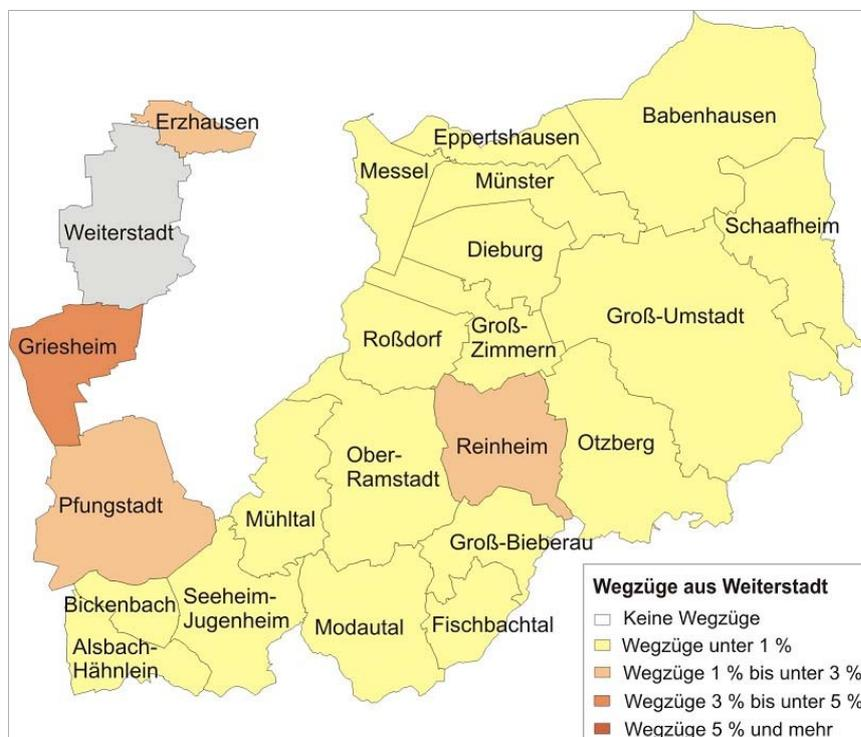 Babenhausen
Erzhausen
Eppertshausen
Messel
Münster
Schaafheim
Weiterstadt
Dieburg
Groß-Umstadt
Griesheim
Roßdorf
Groß-
Zimmern
Reinheim
Otzberg
Ober-
Ramstadt
Pfungstadt
Mühltal
Groß-Bieberau
Bickenbach
Seeheim-
Jugenheim
Modautal
Fischbachtal
Alsbach-
Hähnlein
Wegzüge aus Weiterstadt
Keine Wegzüge
Wegzüge unter 1 %
Wegzüge 1 % bis unter 3 %
Wegzüge 3 % bis unter 5 %
Wegzüge 5 % und mehr